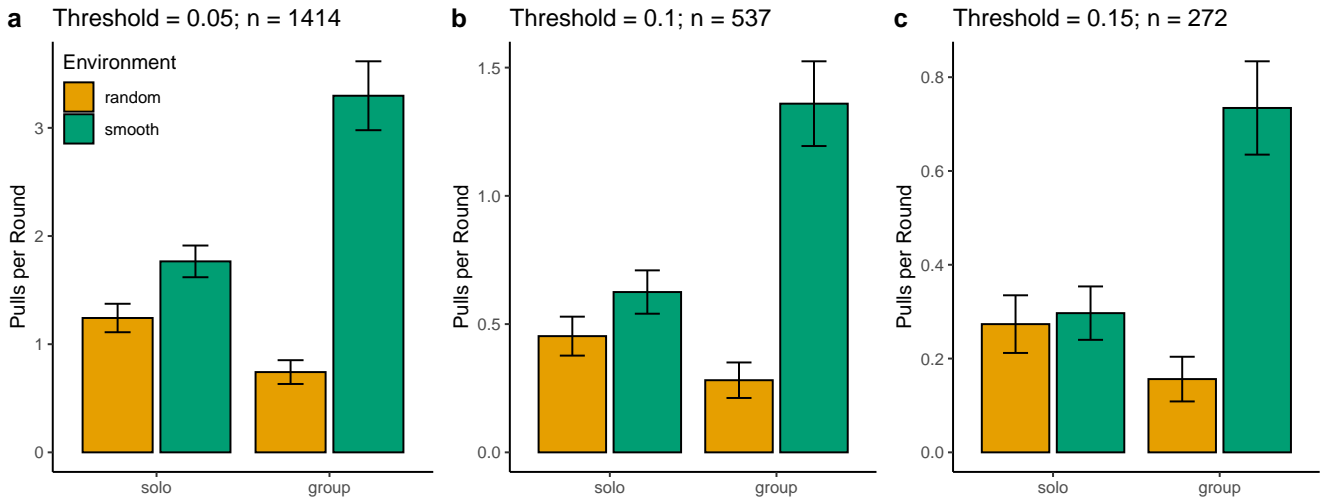 a
Threshold = 0.05; n = 1414
Environment
random
smooth
Pulls per Round
3
2
1
0
solo
group
b
Threshold = 0.1; n = 537
Pulls per Round
1.5
1.0
0.5
0.0
solo
group
c
Threshold = 0.15; n = 272
Pulls per Round
0.8
0.6
0.4
0.2
0.0
solo
group